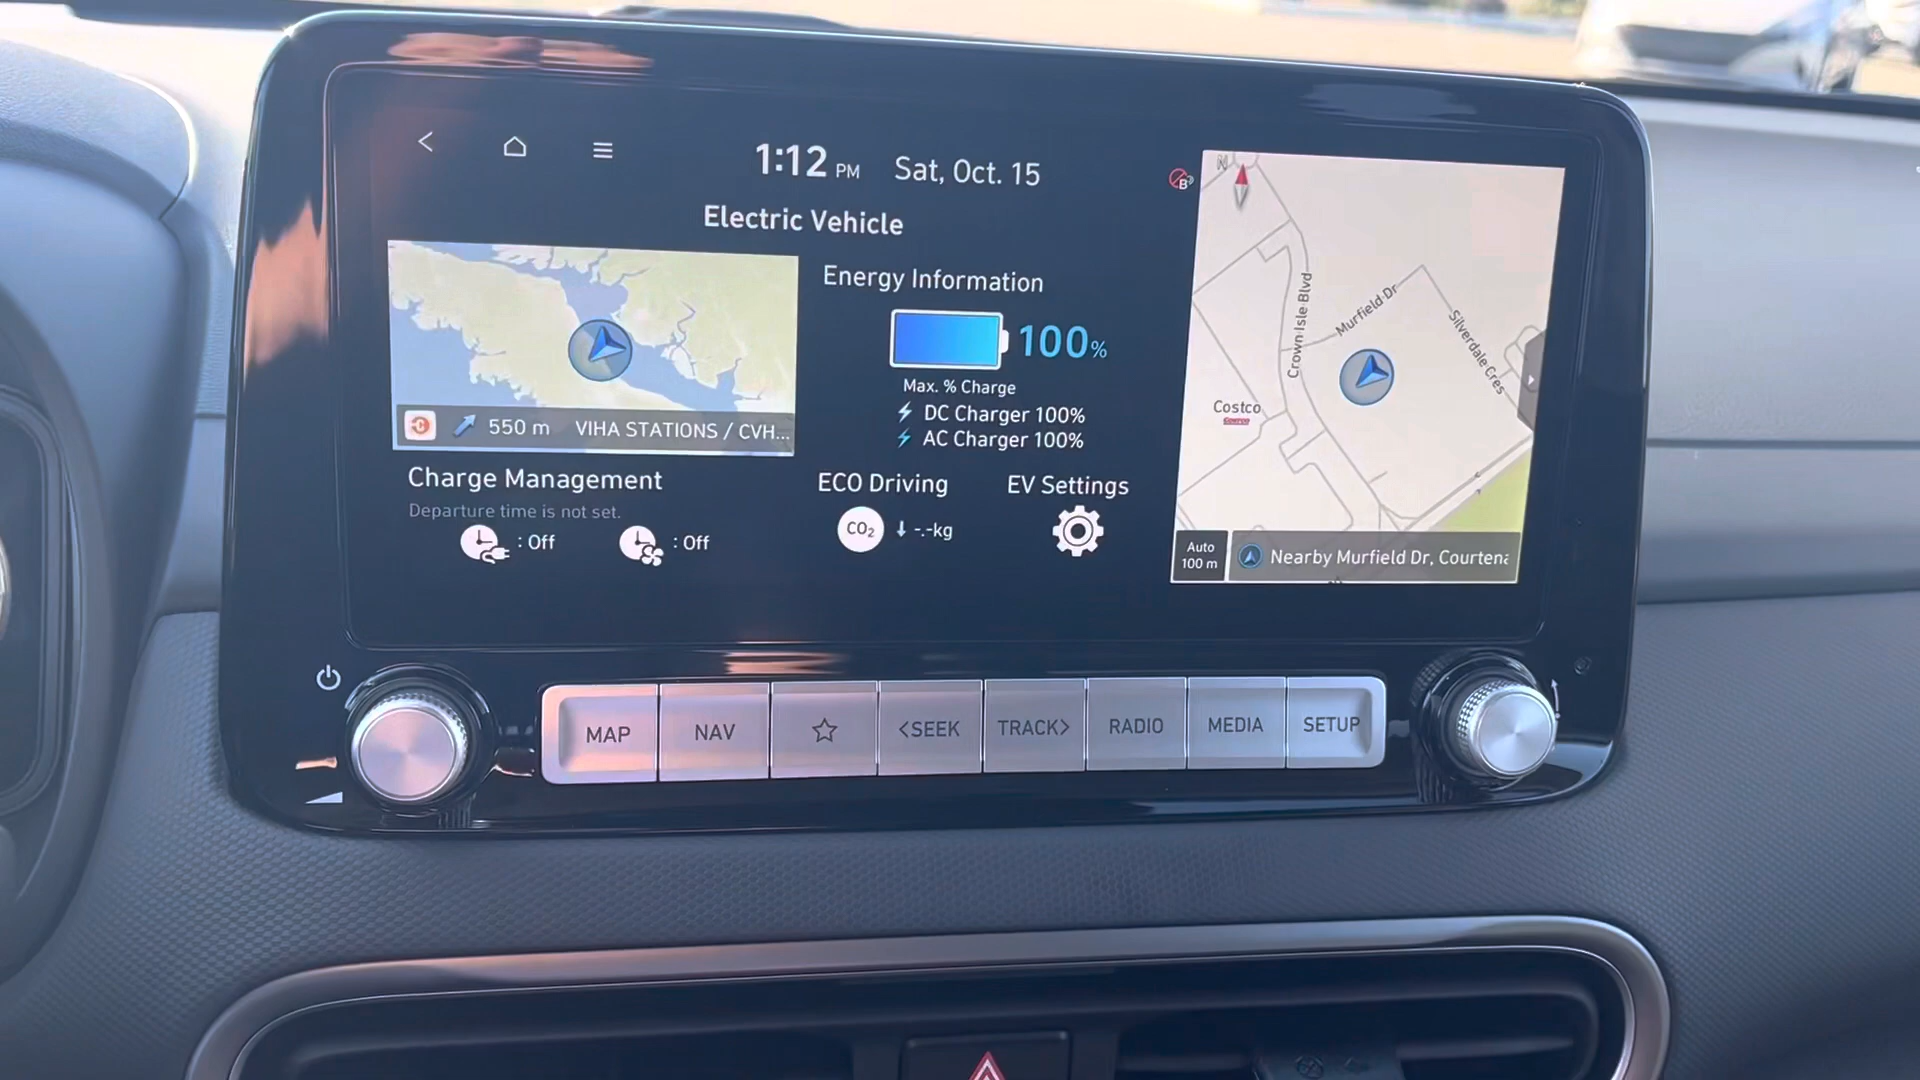 1:12 PM Sat, Oct. 15
Electric Vehicle
N
Energy Information
100%
Max. % Charge
DC Charger 100%
AC Charger 100%
550 m VIHA STATIONS / CVH...
Charge Management
Departure time is not set.
: Off
: Off
ECO Driving
CO2 -.-kg
EV Settings
Crown Isle Blvd
Murfield Dr
Silverdale Cres
Costco
Auto
100 m
Nearby Murfield Dr, Courtena
MAP
NAV
<SEEK
TRACK>
RADIO
MEDIA
SETUP